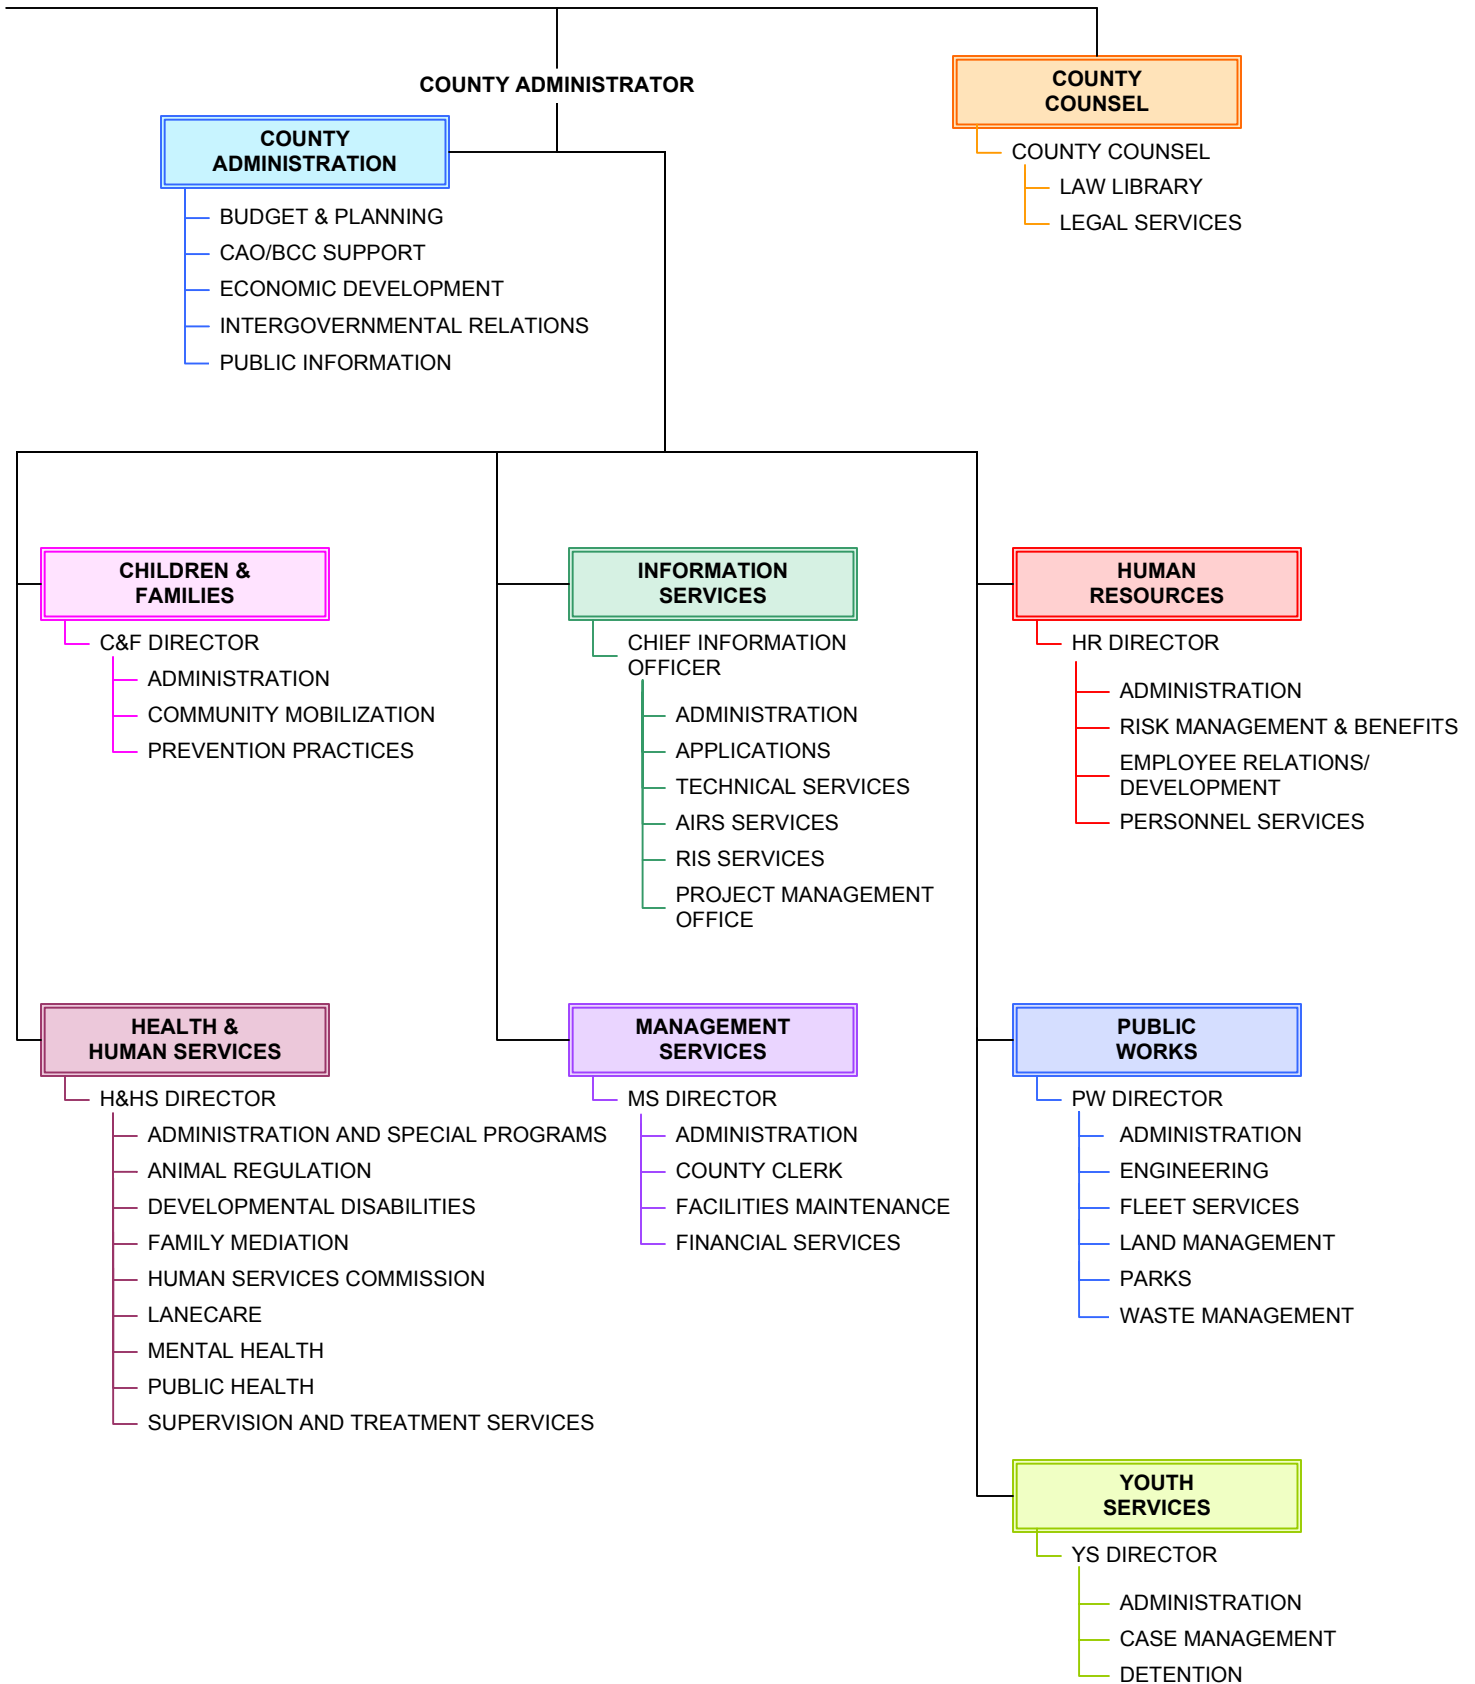 COUNTY ADMINISTRATOR
COUNTY
ADMINISTRATION
BUDGET & PLANNING
CAO/BCC SUPPORT
ECONOMIC DEVELOPMENT
INTERGOVERNMENTAL RELATIONS
PUBLIC INFORMATION
COUNTY
COUNSEL
COUNTY COUNSEL
LAW LIBRARY
LEGAL SERVICES
CHILDREN &
FAMILIES
C&F DIRECTOR
ADMINISTRATION
COMMUNITY MOBILIZATION
PREVENTION PRACTICES
INFORMATION
SERVICES
CHIEF INFORMATION
OFFICER
ADMINISTRATION
APPLICATIONS
TECHNICAL SERVICES
AIRS SERVICES
RIS SERVICES
PROJECT MANAGEMENT
OFFICE
HUMAN
RESOURCES
HR DIRECTOR
ADMINISTRATION
RISK MANAGEMENT & BENEFITS
EMPLOYEE RELATIONS/
DEVELOPMENT
PERSONNEL SERVICES
HEALTH &
HUMAN SERVICES
H&HS DIRECTOR
ADMINISTRATION AND SPECIAL PROGRAMS
ANIMAL REGULATION
DEVELOPMENTAL DISABILITIES
FAMILY MEDIATION
HUMAN SERVICES COMMISSION
LANECARE
MENTAL HEALTH
PUBLIC HEALTH
SUPERVISION AND TREATMENT SERVICES
MANAGEMENT
SERVICES
MS DIRECTOR
ADMINISTRATION
COUNTY CLERK
FACILITIES MAINTENANCE
FINANCIAL SERVICES
PUBLIC
WORKS
PW DIRECTOR
ADMINISTRATION
ENGINEERING
FLEET SERVICES
LAND MANAGEMENT
PARKS
WASTE MANAGEMENT
YOUTH
SERVICES
YS DIRECTOR
ADMINISTRATION
CASE MANAGEMENT
DETENTION